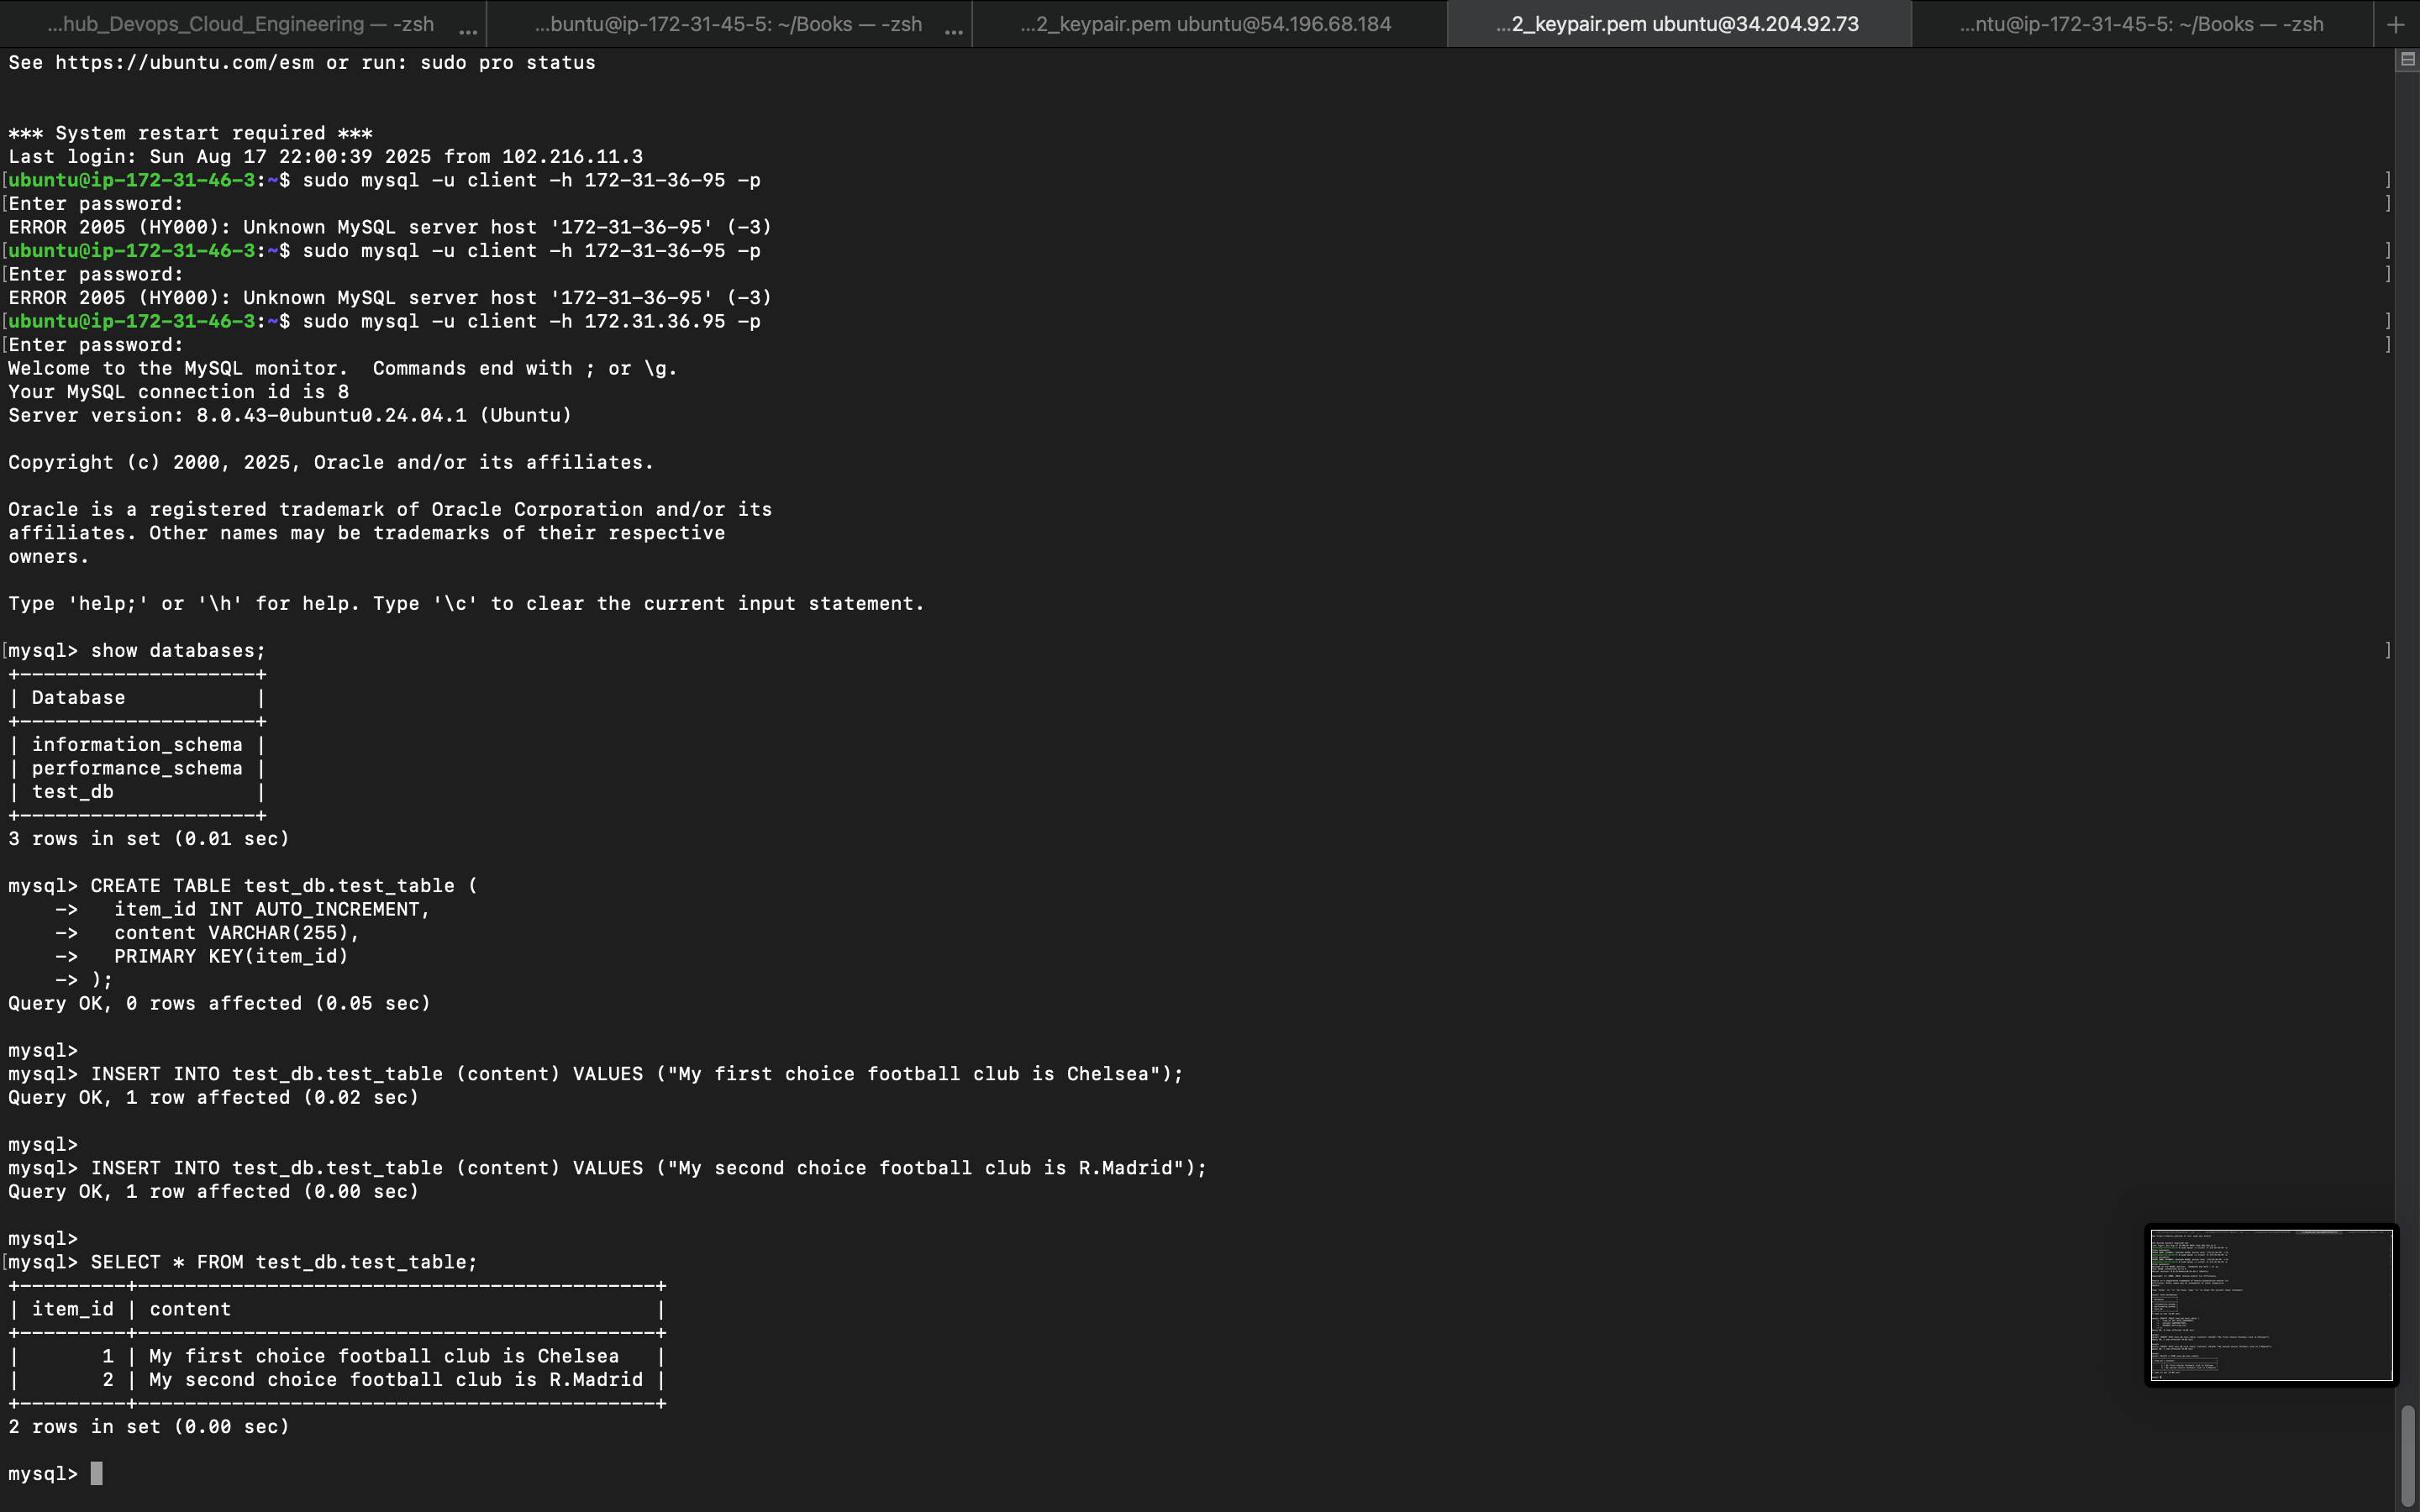 ...hub_Devops_Cloud_Engineering — -zsh ...
...buntu@ip-172-31-45-5: ~/Books — -zsh ...
...2_keypair.pem ubuntu@54.196.68.184
...2_keypair.pem ubuntu@34.204.92.73
...ntu@ip-172-31-45-5: ~/Books — -zsh
+
See https://ubuntu.com/esm or run: sudo pro status
*** System restart required ***
Last login: Sun Aug 17 22:00:39 2025 from 102.216.11.3
[ubuntu@ip-172-31-46-3:~$ sudo mysql -u client -h 172-31-36-95 -p ]
[Enter password: ]
ERROR 2005 (HY000): Unknown MySQL server host '172-31-36-95' (-3)
[ubuntu@ip-172-31-46-3:~$ sudo mysql -u client -h 172-31-36-95 -p ]
[Enter password: ]
ERROR 2005 (HY000): Unknown MySQL server host '172-31-36-95' (-3)
[ubuntu@ip-172-31-46-3:~$ sudo mysql -u client -h 172.31.36.95 -p ]
[Enter password: ]
Welcome to the MySQL monitor.  Commands end with ; or \g.
Your MySQL connection id is 8
Server version: 8.0.43-0ubuntu0.24.04.1 (Ubuntu)
Copyright (c) 2000, 2025, Oracle and/or its affiliates.
Oracle is a registered trademark of Oracle Corporation and/or its
affiliates. Other names may be trademarks of their respective
owners.
Type 'help;' or '\h' for help. Type '\c' to clear the current input statement.
[mysql> show databases; ]
+--------------------+
| Database           |
+--------------------+
| information_schema |
| performance_schema |
| test_db            |
+--------------------+
3 rows in set (0.01 sec)
mysql> CREATE TABLE test_db.test_table (
    ->   item_id INT AUTO_INCREMENT,
    ->   content VARCHAR(255),
    ->   PRIMARY KEY(item_id)
    -> );
Query OK, 0 rows affected (0.05 sec)
mysql>
mysql> INSERT INTO test_db.test_table (content) VALUES ("My first choice football club is Chelsea");
Query OK, 1 row affected (0.02 sec)
mysql>
mysql> INSERT INTO test_db.test_table (content) VALUES ("My second choice football club is R.Madrid");
Query OK, 1 row affected (0.00 sec)
mysql>
[mysql> SELECT * FROM test_db.test_table;
+---------+--------------------------------------------+
| item_id | content                                    |
+---------+--------------------------------------------+
|       1 | My first choice football club is Chelsea   |
|       2 | My second choice football club is R.Madrid |
+---------+--------------------------------------------+
2 rows in set (0.00 sec)
mysql>